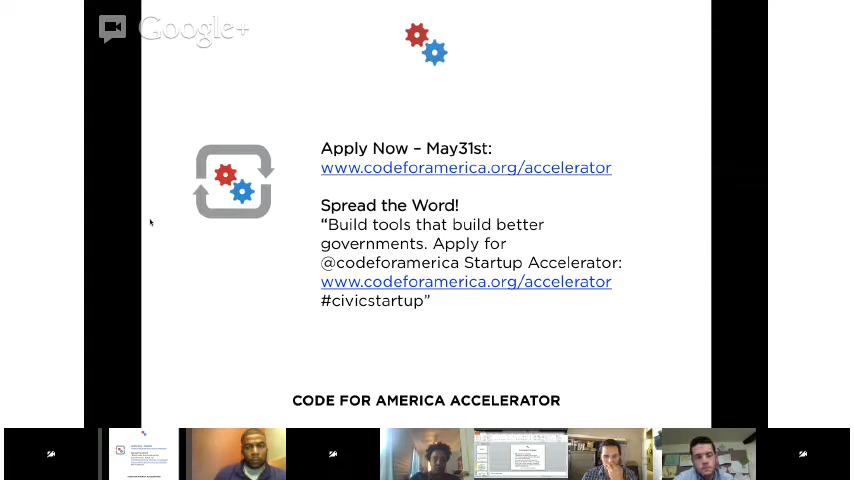 Google+
Apply Now – May31st:
www.codeforamerica.org/accelerator
Spread the Word!
“Build tools that build better
governments. Apply for
@codeforamerica Startup Accelerator:
www.codeforamerica.org/accelerator
#civicstartup”
CODE FOR AMERICA ACCELERATOR